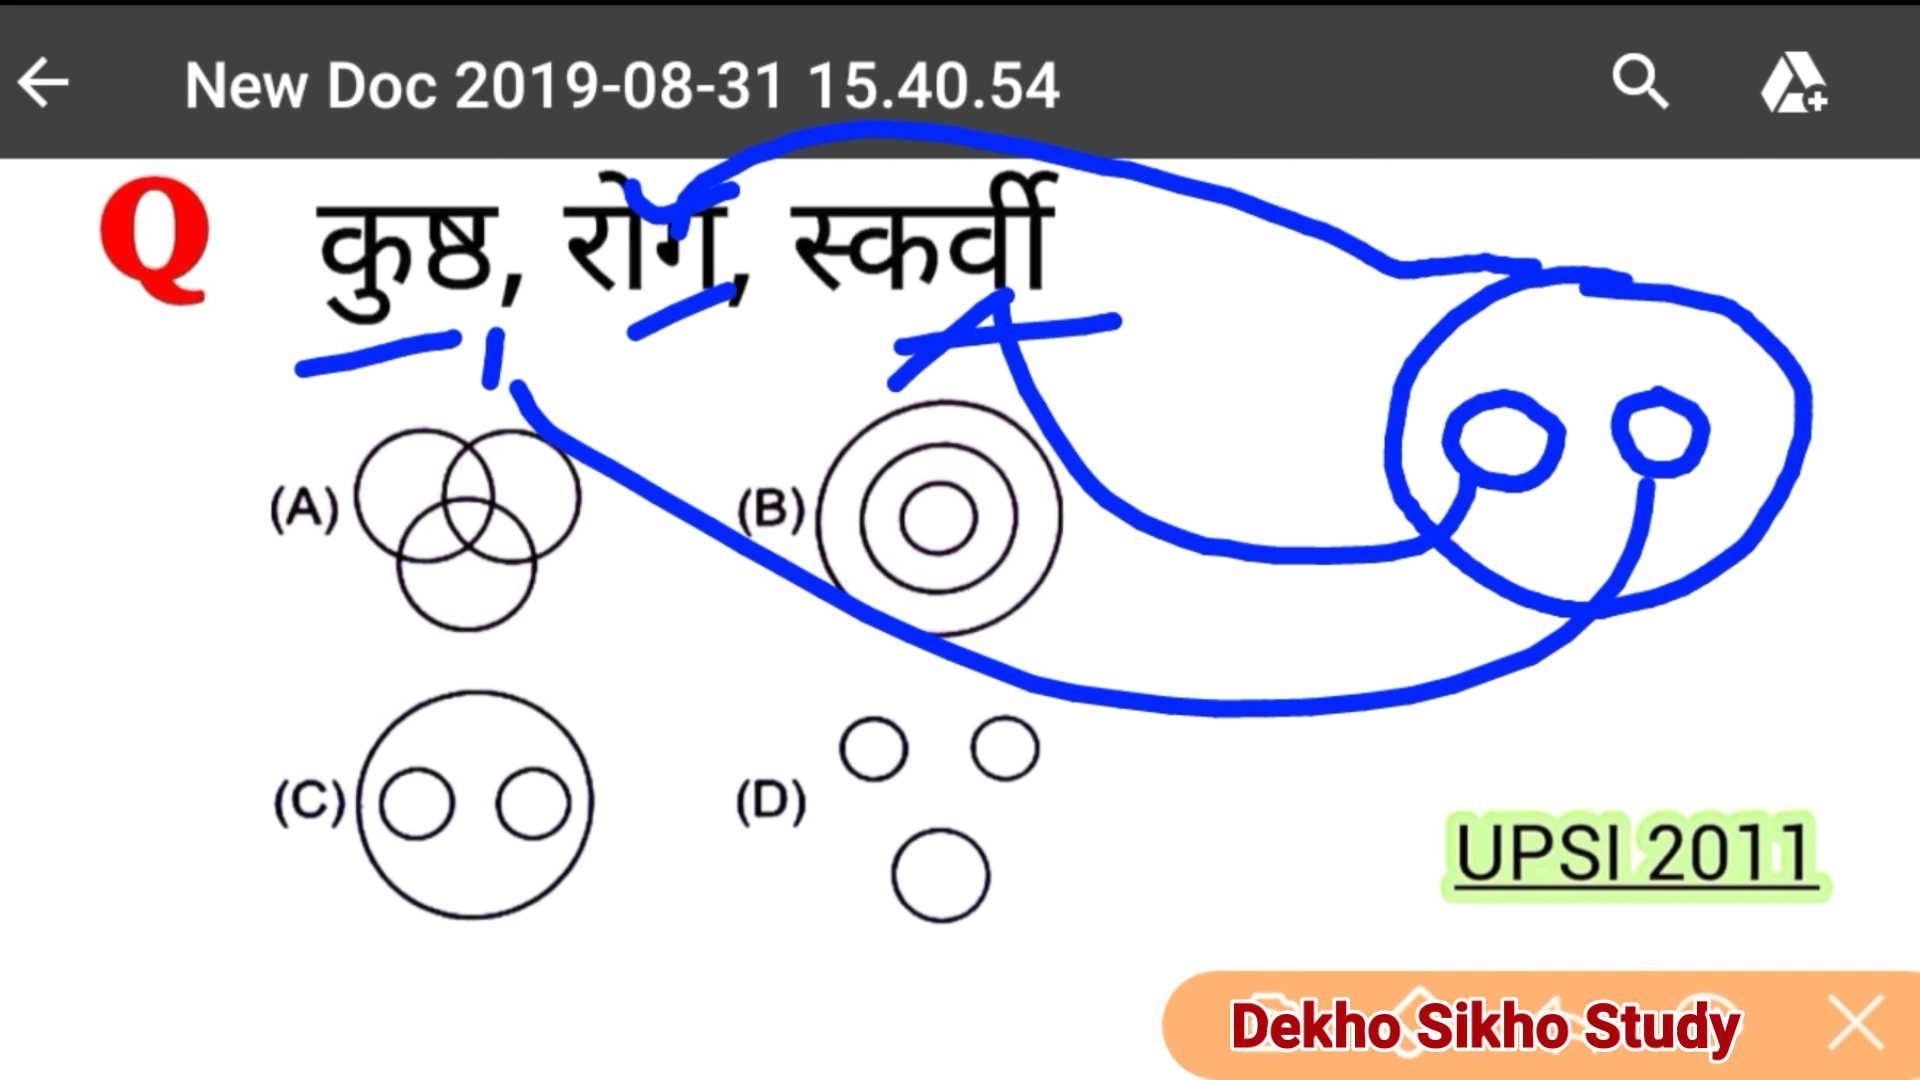 New Doc 2019-08-31 15.40.54
Q कुष्ठ, रोग, स्कर्वी
(A) (B)
(C) (D)
UPSI 2011
Dekho Sikho Study